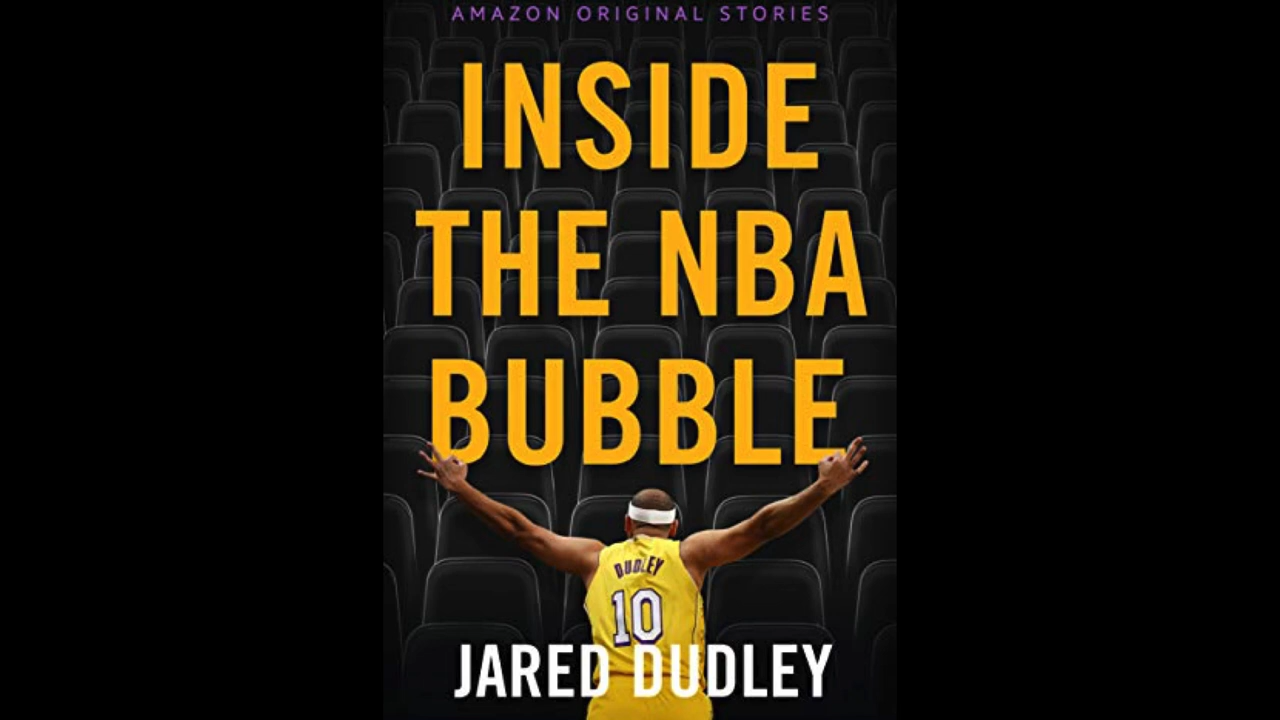 AMAZON ORIGINAL STORIES
INSIDE
THE NBA
BUBBLE
DUDLEY
10
JARED DUDLEY